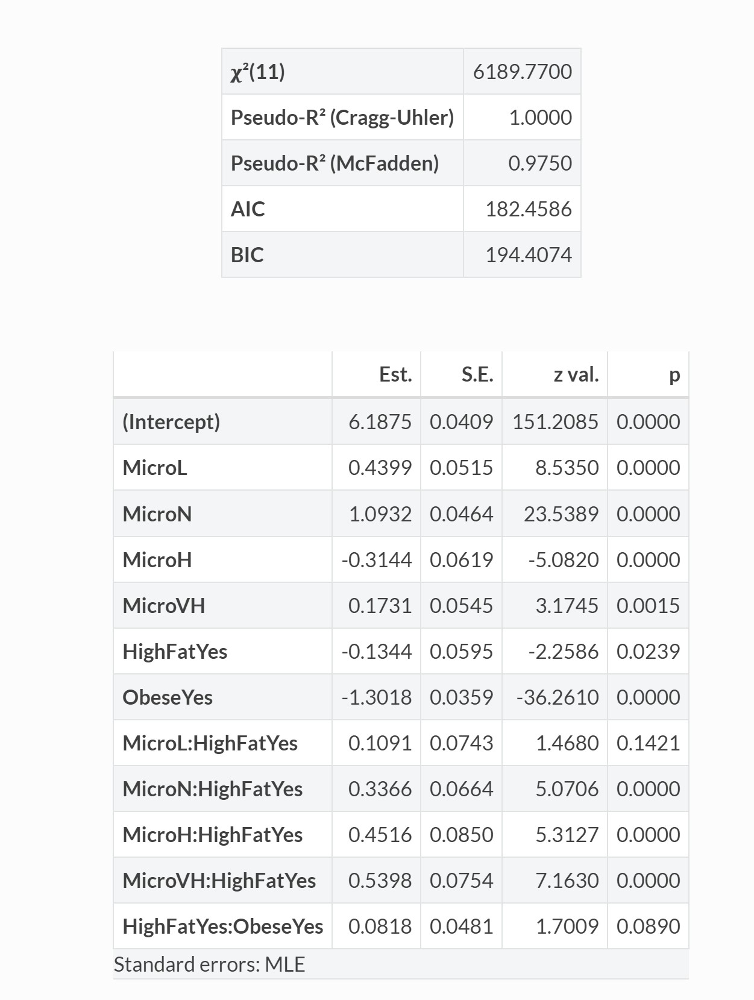 χ²(11) 6189.7700
Pseudo-R² (Cragg-Uhler) 1.0000
Pseudo-R² (McFadden) 0.9750
AIC 182.4586
BIC 194.4074
Est. S.E. z val. p
(Intercept) 6.1875 0.0409 151.2085 0.0000
MicroL 0.4399 0.0515 8.5350 0.0000
MicroN 1.0932 0.0464 23.5389 0.0000
MicroH -0.3144 0.0619 -5.0820 0.0000
MicroVH 0.1731 0.0545 3.1745 0.0015
HighFatYes -0.1344 0.0595 -2.2586 0.0239
ObeseYes -1.3018 0.0359 -36.2610 0.0000
MicroL:HighFatYes 0.1091 0.0743 1.4680 0.1421
MicroN:HighFatYes 0.3366 0.0664 5.0706 0.0000
MicroH:HighFatYes 0.4516 0.0850 5.3127 0.0000
MicroVH:HighFatYes 0.5398 0.0754 7.1630 0.0000
HighFatYes:ObeseYes 0.0818 0.0481 1.7009 0.0890
Standard errors: MLE